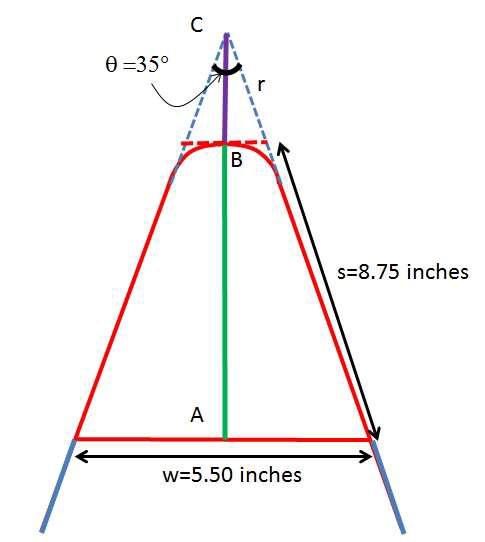 C
θ =35°
r
B
s=8.75 inches
A
w=5.50 inches